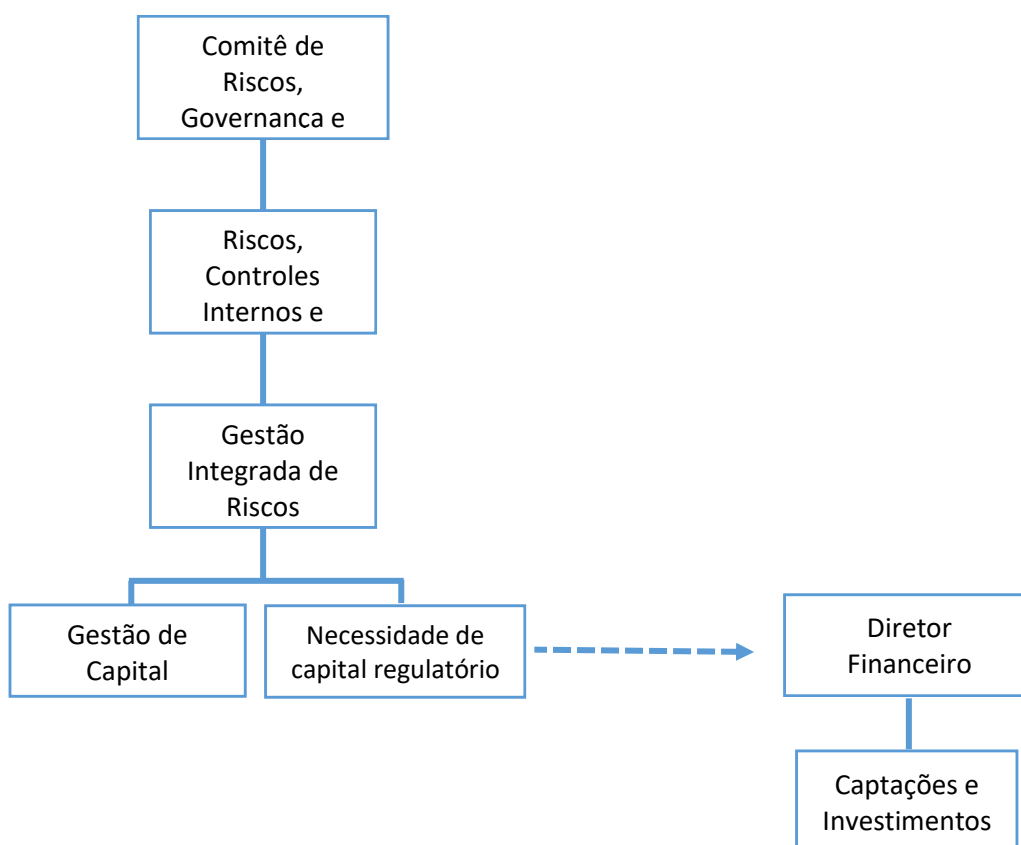 Comitê de
Riscos,
Governança e
Riscos,
Controles
Internos e
Gestão
Integrada de
Riscos
Gestão de
Capital
Necessidade de
capital regulatório
Diretor
Financeiro
Captações e
Investimentos